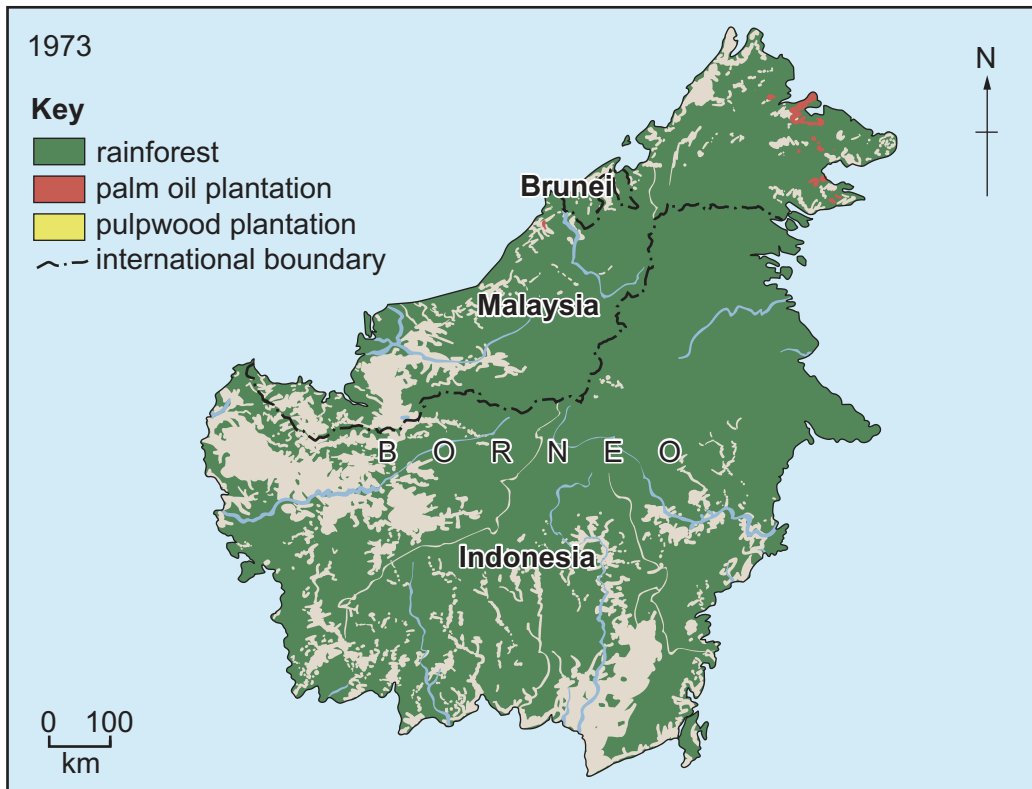 1973
N
Key
rainforest
palm oil plantation
pulpwood plantation
international boundary
Brunei
Malaysia
B O R N E O
Indonesia
0 100
km